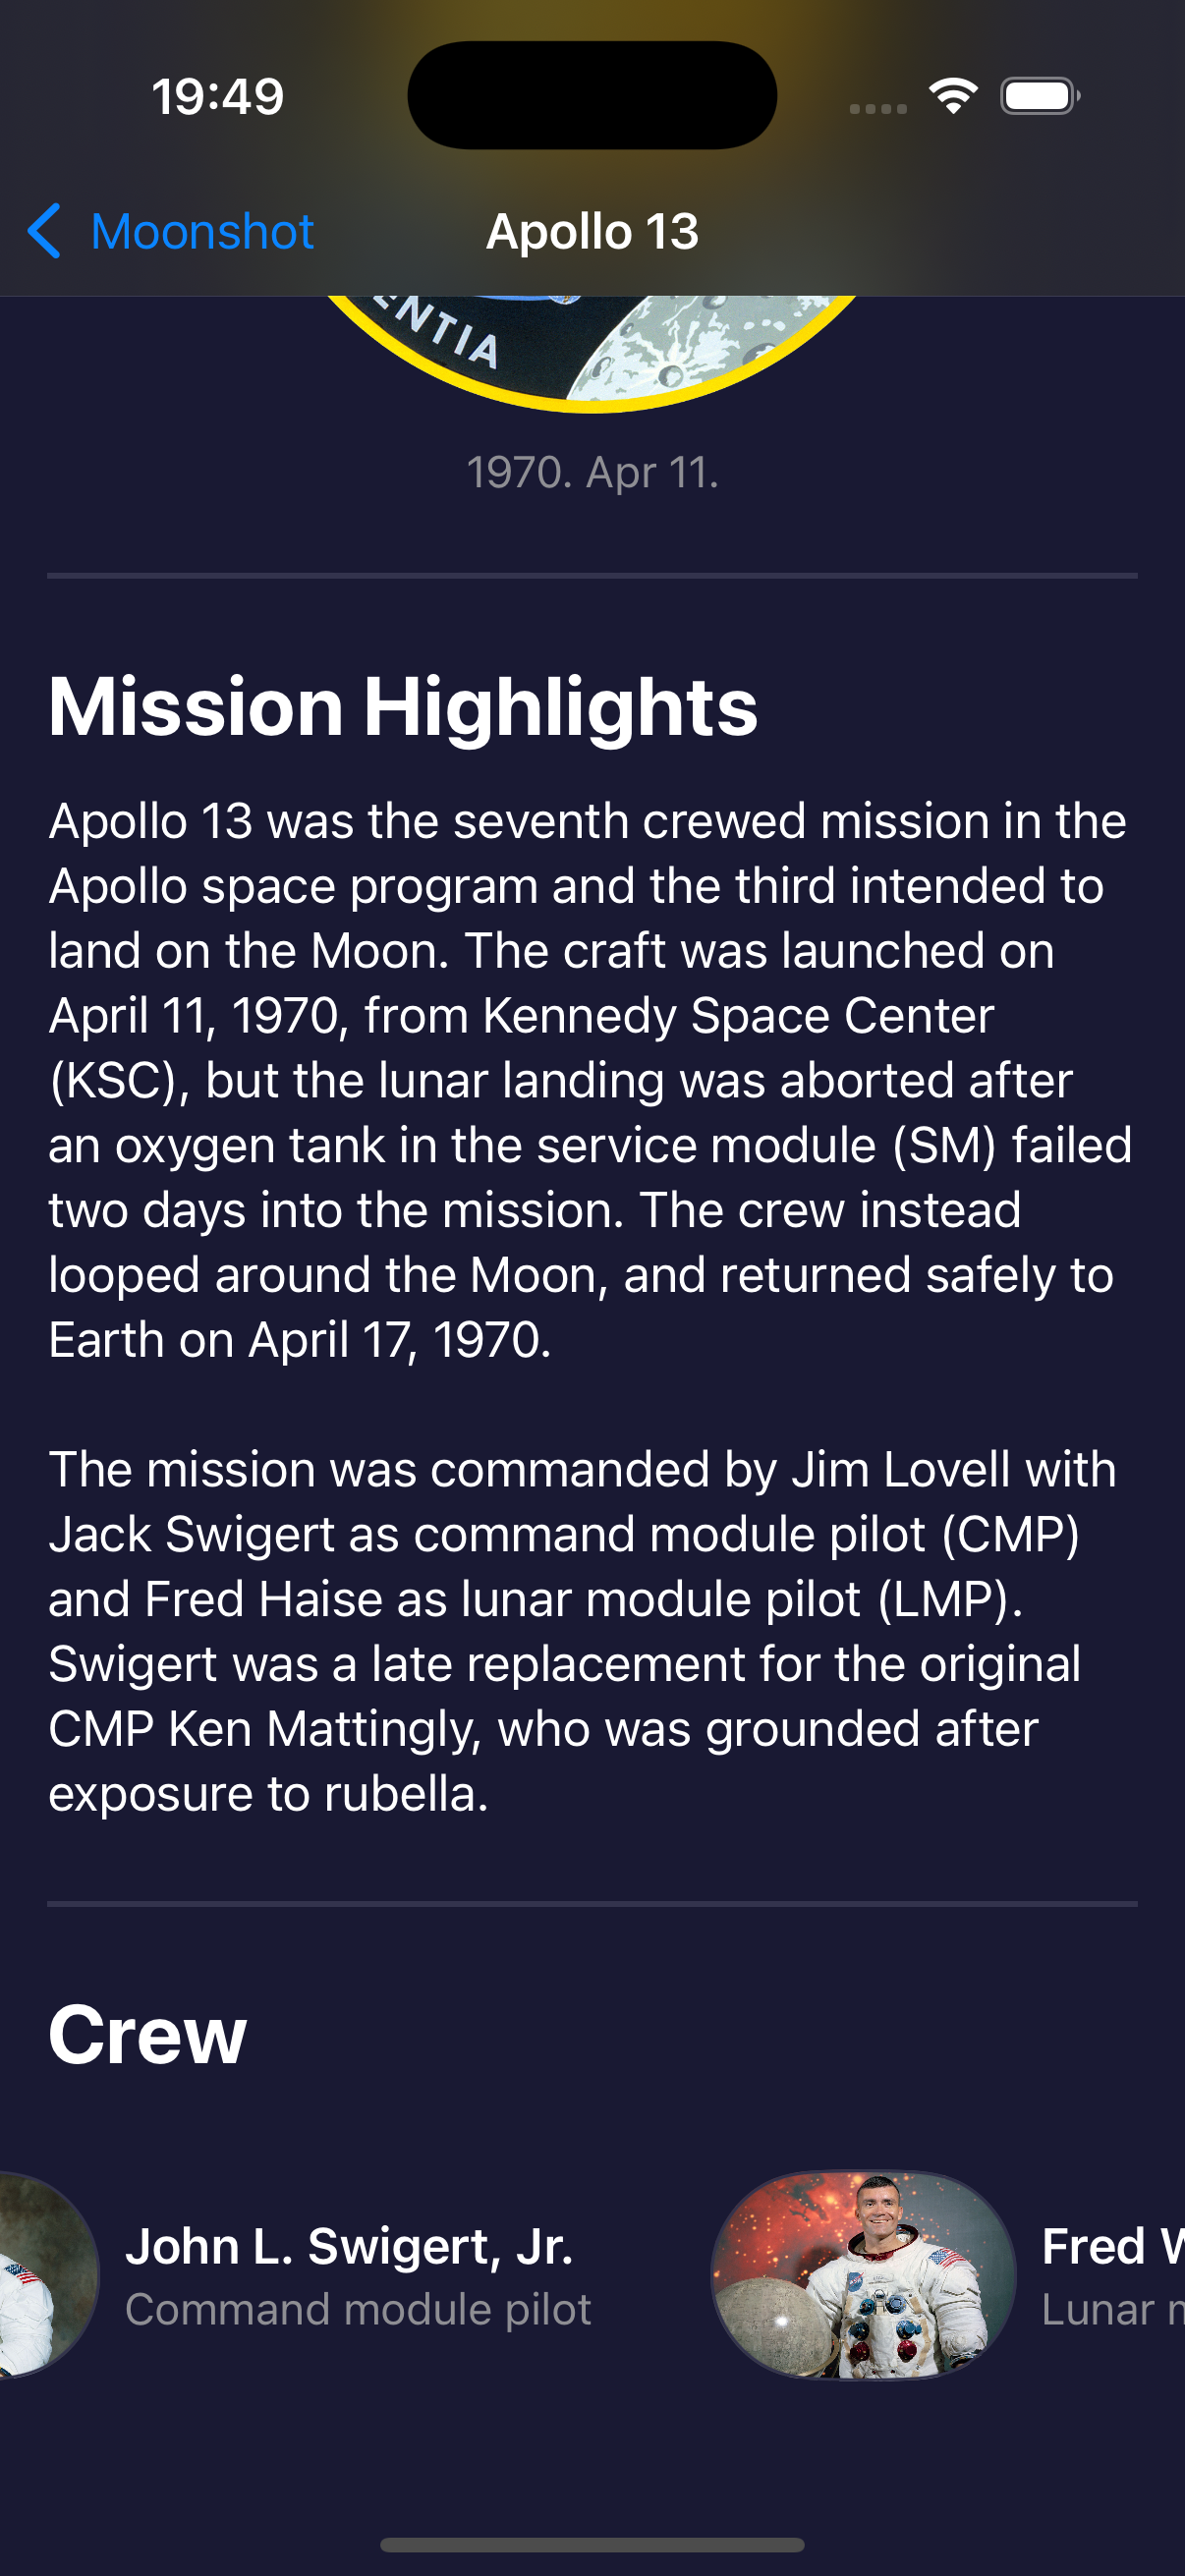 19:49
Moonshot
Apollo 13
ENTIA
1970. Apr 11.
Mission Highlights
Apollo 13 was the seventh crewed mission in the
Apollo space program and the third intended to
land on the Moon. The craft was launched on
April 11, 1970, from Kennedy Space Center
(KSC), but the lunar landing was aborted after
an oxygen tank in the service module (SM) failed
two days into the mission. The crew instead
looped around the Moon, and returned safely to
Earth on April 17, 1970.
The mission was commanded by Jim Lovell with
Jack Swigert as command module pilot (CMP)
and Fred Haise as lunar module pilot (LMP).
Swigert was a late replacement for the original
CMP Ken Mattingly, who was grounded after
exposure to rubella.
Crew
John L. Swigert, Jr.
Command module pilot
Fred
Lunar